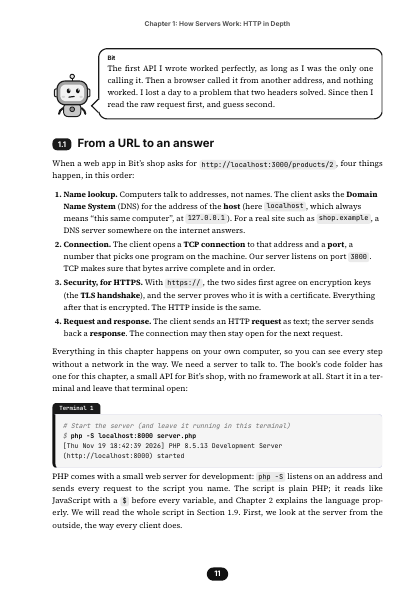 Chapter 1: How Servers Work: HTTP in Depth
Bit
The first API I wrote worked perfectly, as long as I was the only one
calling it. Then a browser called it from another address, and nothing
worked. I lost a day to a problem that two headers solved. Since then I
read the raw request first, and guess second.
1.1 From a URL to an answer
When a web app in Bit's shop asks for http://localhost:3000/products/2, four things
happen, in this order:
1. Name lookup. Computers talk to addresses, not names. The client asks the Domain
Name System (DNS) for the address of the host (here localhost, which always
means “this same computer”, at 127.0.0.1). For a real site such as shop.example, a
DNS server somewhere on the internet answers.
2. Connection. The client opens a TCP connection to that address and a port, a
number that picks one program on the machine. Our server listens on port 3000.
TCP makes sure that bytes arrive complete and in order.
3. Security, for HTTPS. With https://, the two sides first agree on encryption keys
(the TLS handshake), and the server proves who it is with a certificate. Everything
after that is encrypted. The HTTP inside is the same.
4. Request and response. The client sends an HTTP request as text; the server sends
back a response. The connection may then stay open for the next request.
Everything in this chapter happens on your own computer, so you can see every step
without a network in the way. We need a server to talk to. The book's code folder has
one for this chapter, a small API for Bit's shop, with no framework at all. Start it in a ter-
minal and leave that terminal open:
Terminal 1
# Start the server (and leave it running in this terminal)
$ php -S localhost:8000 server.php
[Thu Nov 19 18:42:39 2026] PHP 8.5.13 Development Server
(http://localhost:8000) started
PHP comes with a small web server for development: php -S listens on an address and
sends every request to the script you name. The script is plain PHP; it reads like
JavaScript with a $ before every variable, and Chapter 2 explains the language prop-
erly. We will read the whole script in Section 1.9. First, we look at the server from the
outside, the way every client does.
11